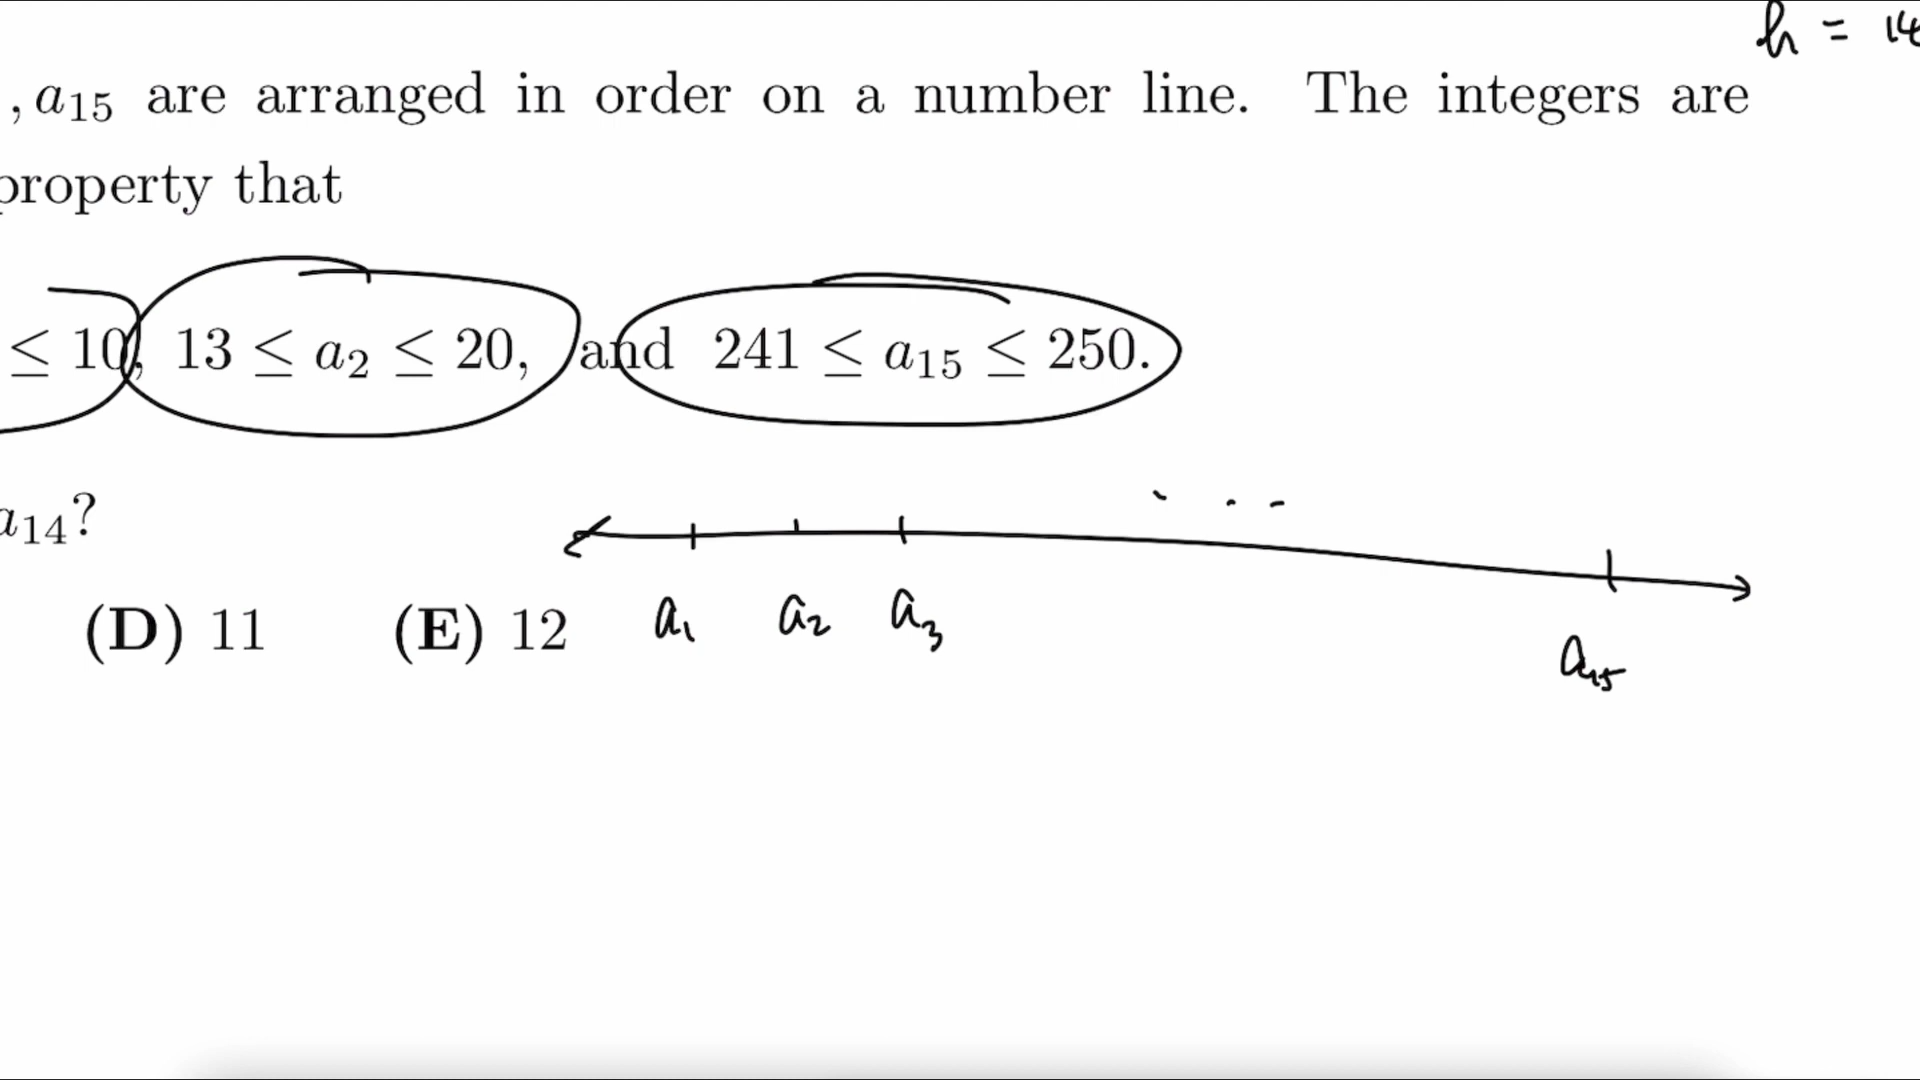 h = 14
, a₁₅ are arranged in order on a number line. The integers are
property that
≤ 10, 13 ≤ a₂ ≤ 20, and 241 ≤ a₁₅ ≤ 250.
a₁₄?
. . .
(D) 11 (E) 12
a₁ a₂ a₃ a₁₅